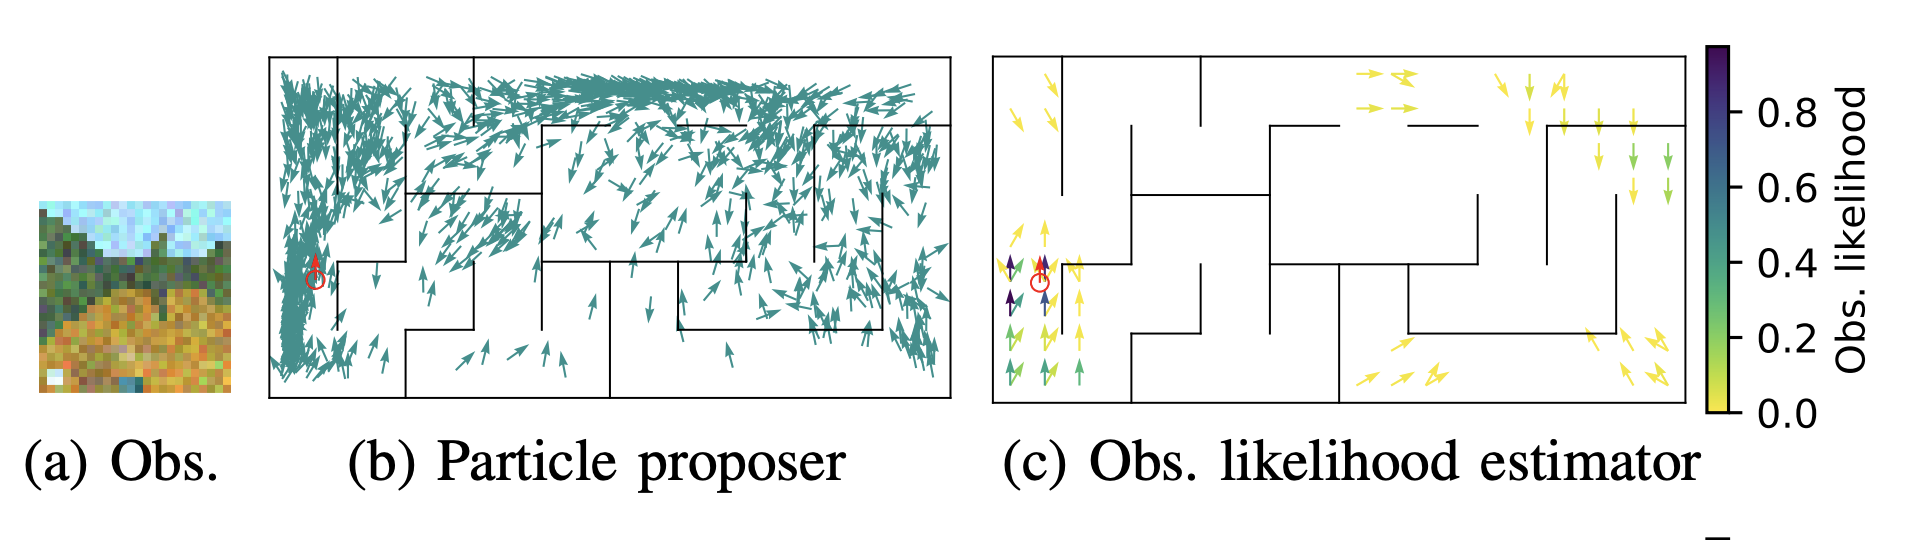 0.8
0.6
0.4
0.2
0.0
Obs. likelihood
(a) Obs.
(b) Particle proposer
(c) Obs. likelihood estimator